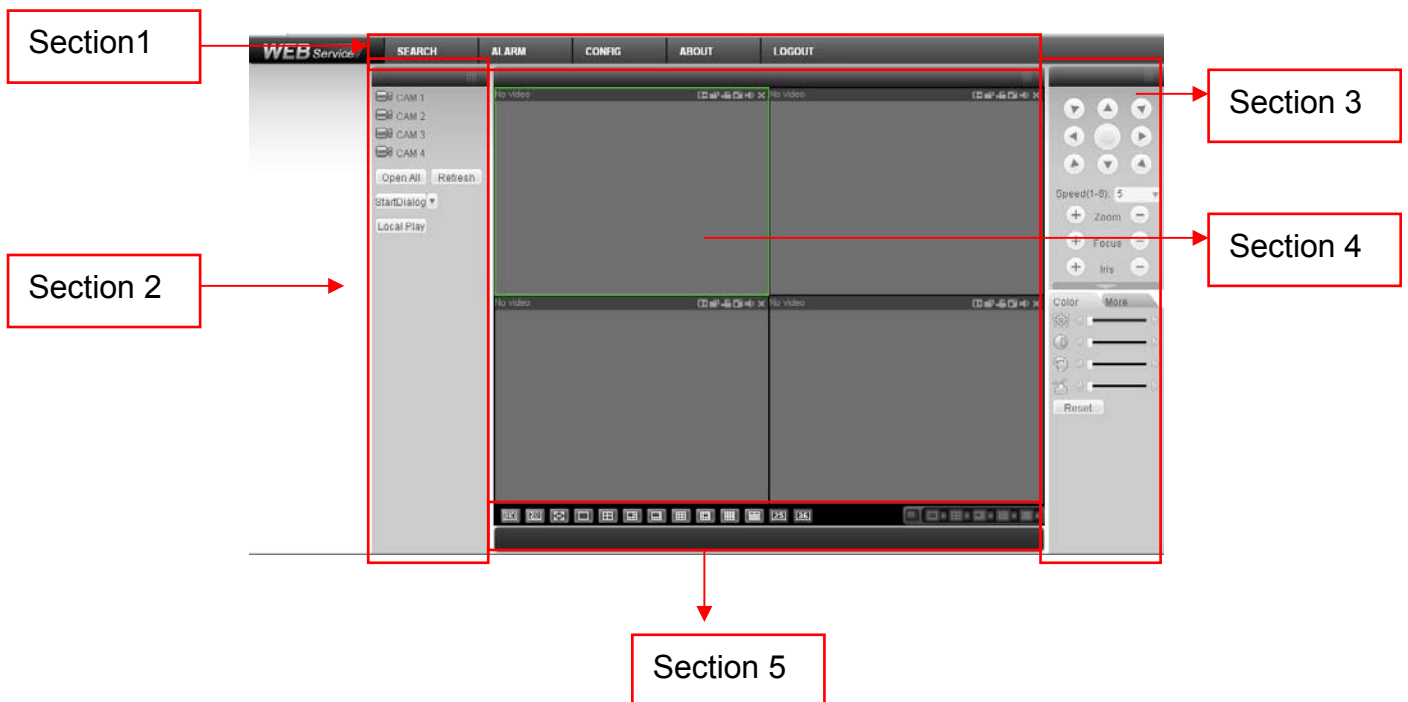 Section1
WEB Service
SEARCH
ALARM
CONFIG
ABOUT
LOGOUT
CAM 1
CAM 2
CAM 3
CAM 4
Open All
Refresh
StartDialog
Local Play
No video
No video
No video
No video
Section 3
Speed(1-8): 5
Zoom
Focus
Iris
Section 4
Section 2
Color
More
Reset
25
36
Section 5